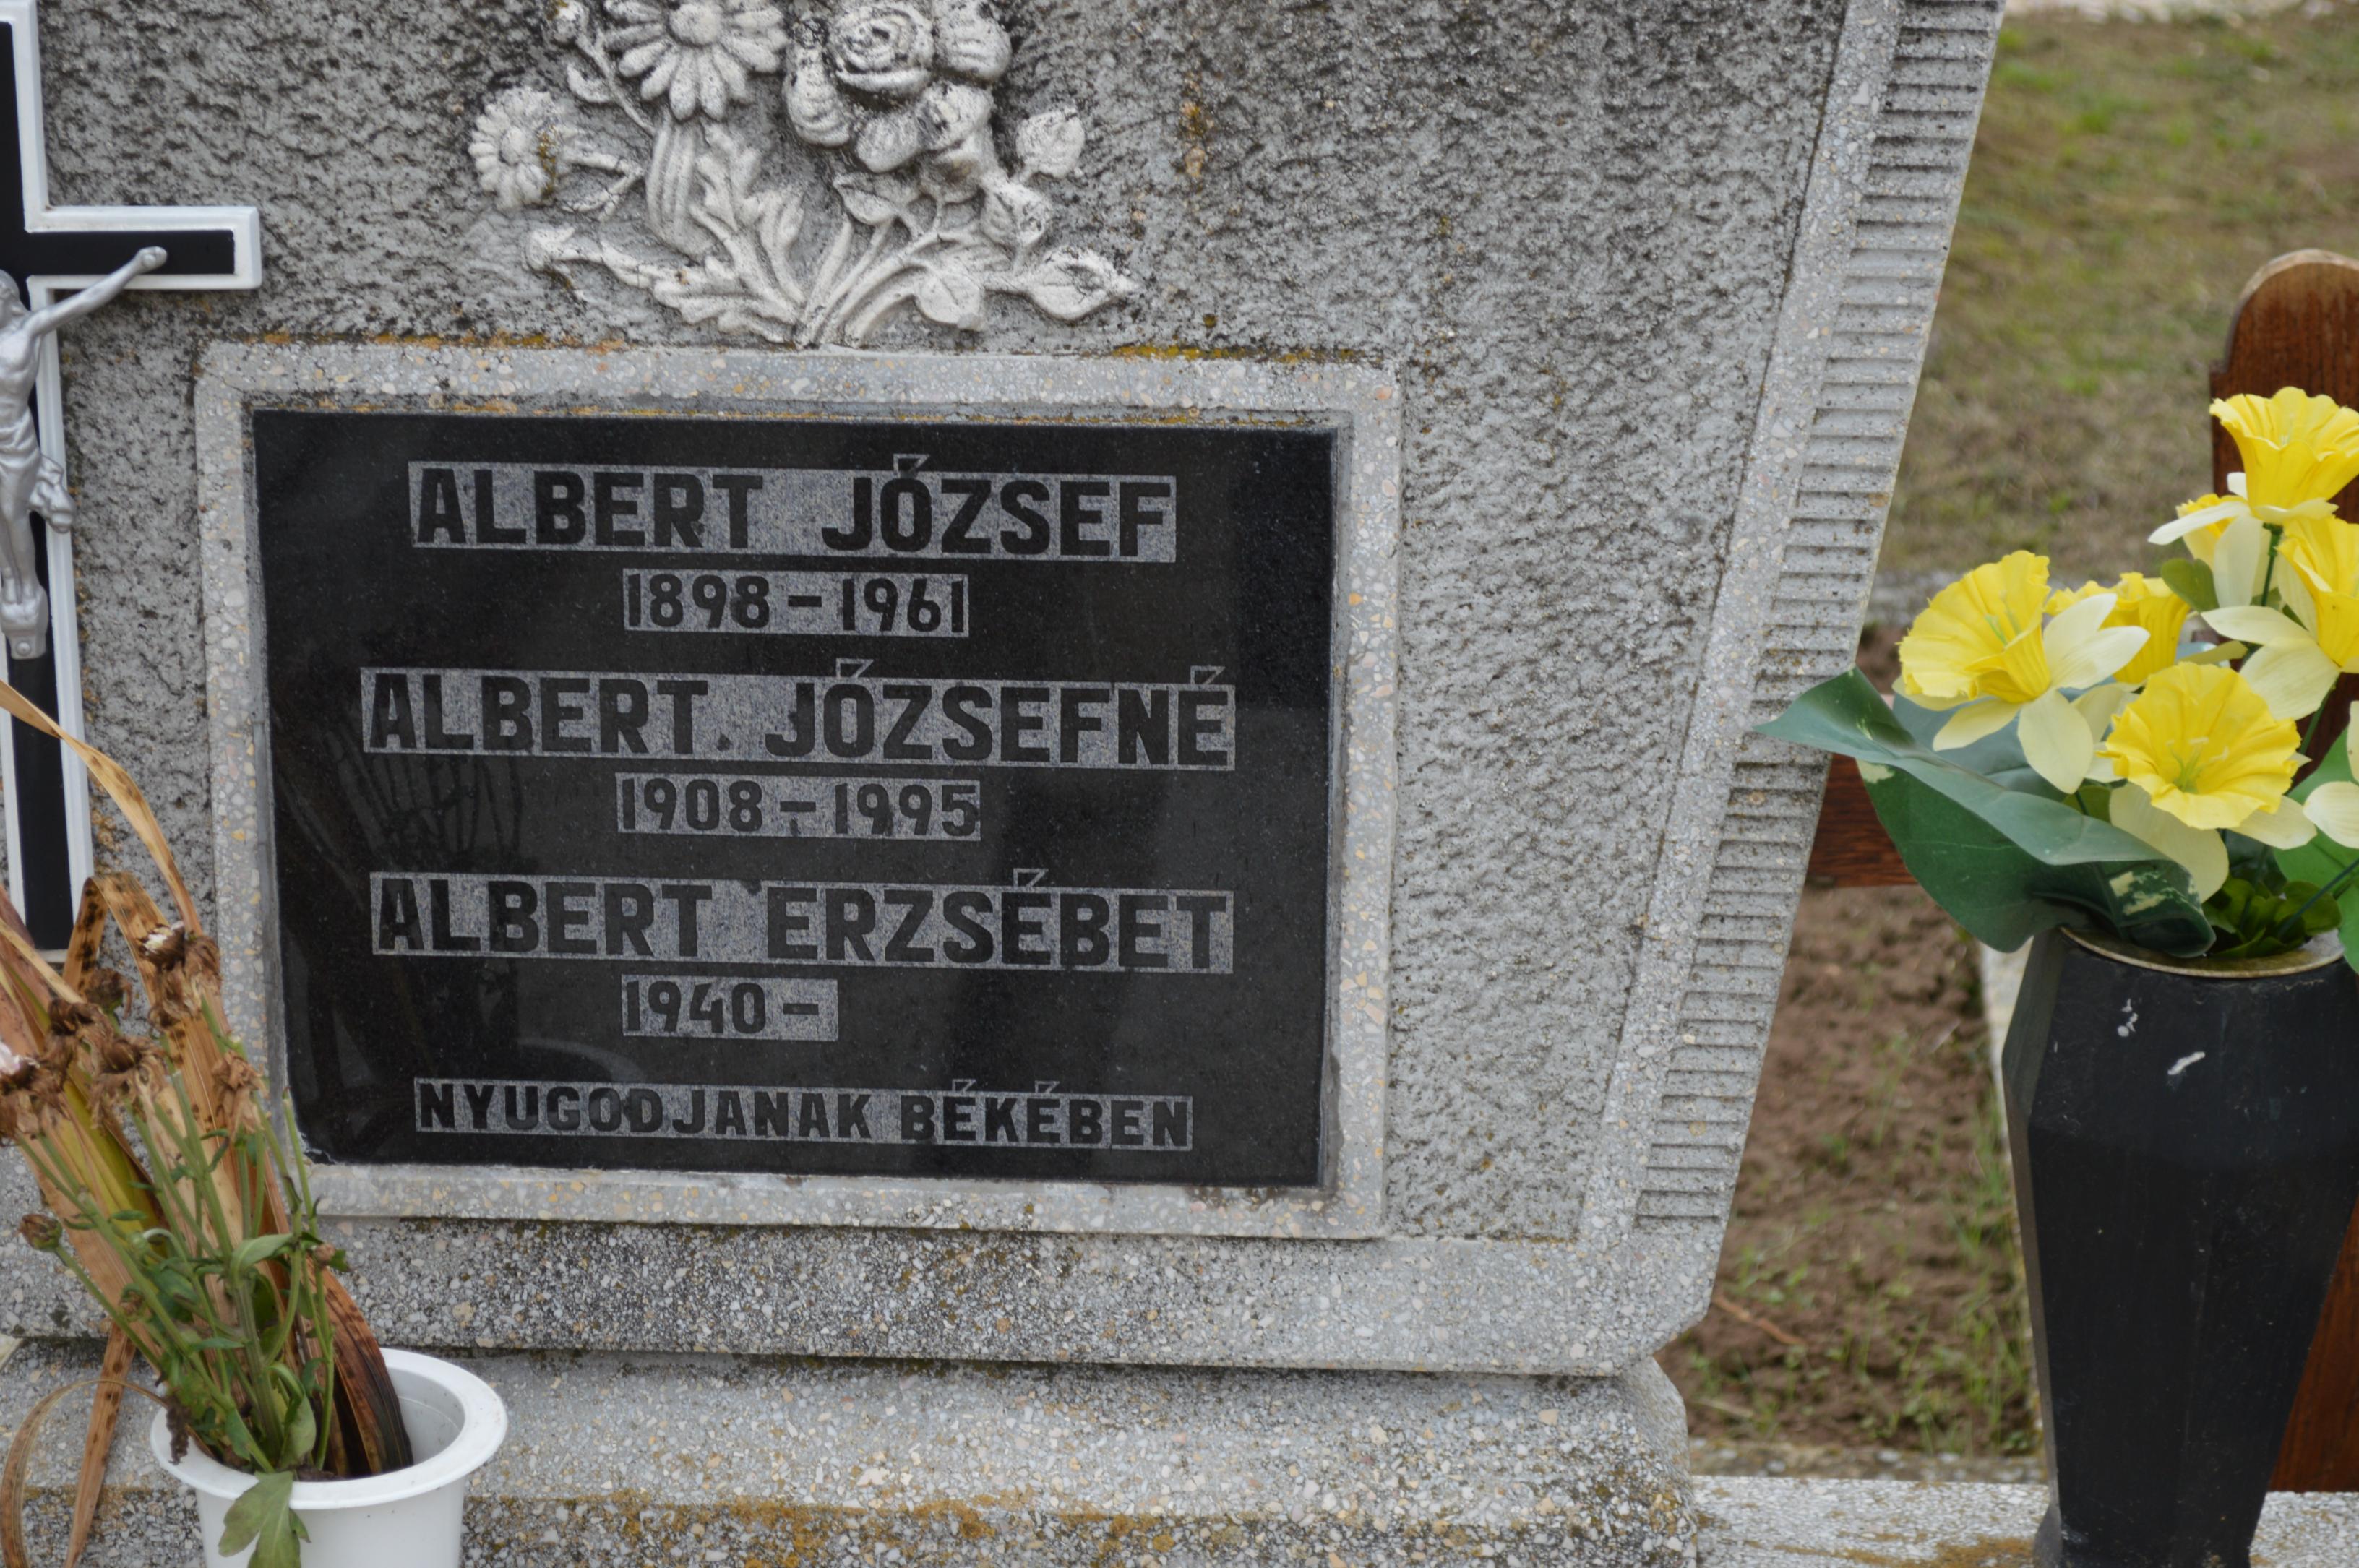 ALBERT JÓZSEF
1898 – 1961
ALBERT JÓZSEFNÉ
1908 – 1995
ALBERT ERZSÉBET
1940 –
NYUGODJANAK BÉKÉBEN